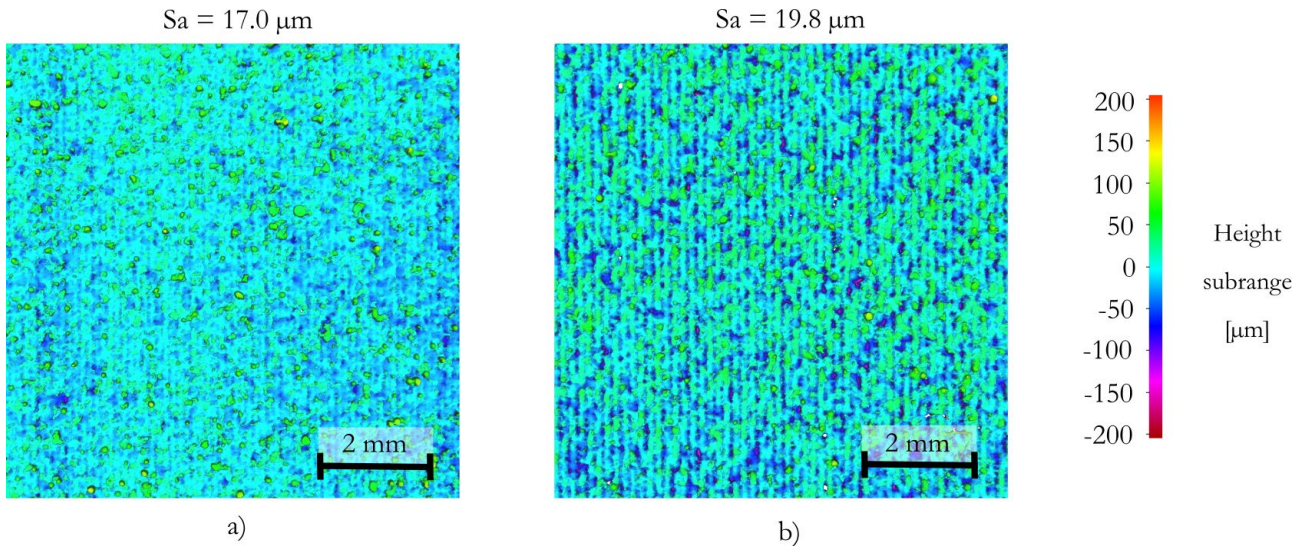 Sa = 17.0 µm
Sa = 19.8 µm
2 mm
2 mm
a)
b)
200
150
100
50
0
-50
-100
-150
-200
Height
subrange
[µm]